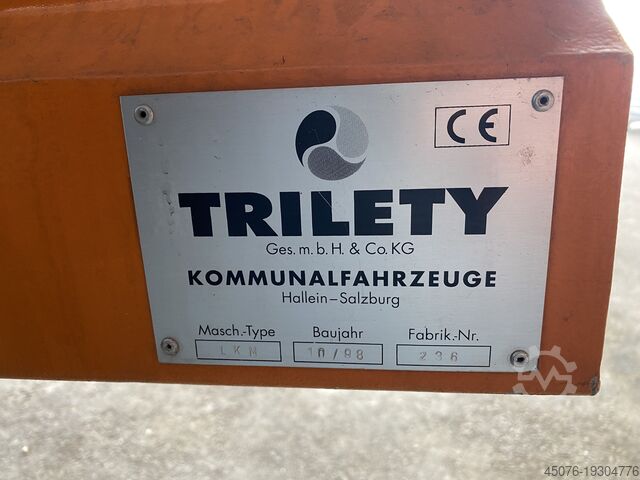 CE
TRILETY
Ges. m. b. H. & Co. KG
KOMMUNALFAHRZEUGE
Hallein-Salzburg
Masch.-Type Baujahr Fabrik.-Nr.
LKM 10/98 236
45076-19304776